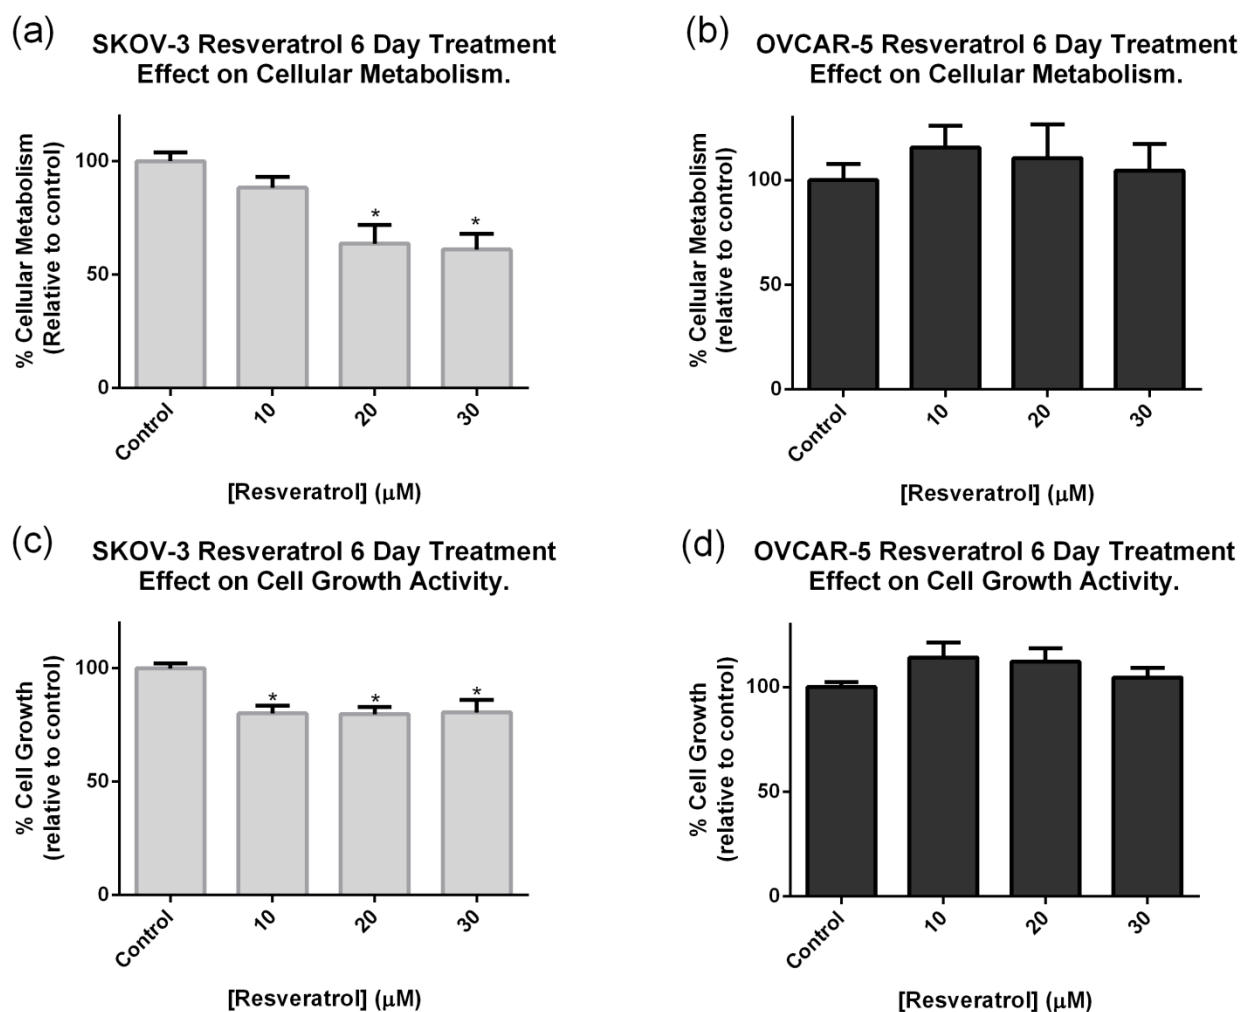 (a)
SKOV-3 Resveratrol 6 Day Treatment
Effect on Cellular Metabolism.
% Cellular Metabolism
(Relative to control)
100
50
0
*
*
Control
10
20
30
[Resveratrol] (μM)
(b)
OVCAR-5 Resveratrol 6 Day Treatment
Effect on Cellular Metabolism.
% Cellular Metabolism
(relative to control)
100
50
0
Control
10
20
30
[Resveratrol] (μM)
(c)
SKOV-3 Resveratrol 6 Day Treatment
Effect on Cell Growth Activity.
% Cell Growth
(relative to control)
100
50
0
*
*
*
Control
10
20
30
[Resveratrol] (μM)
(d)
OVCAR-5 Resveratrol 6 Day Treatment
Effect on Cell Growth Activity.
% Cell Growth
(relative to control)
100
50
0
Control
10
20
30
[Resveratrol] (μM)